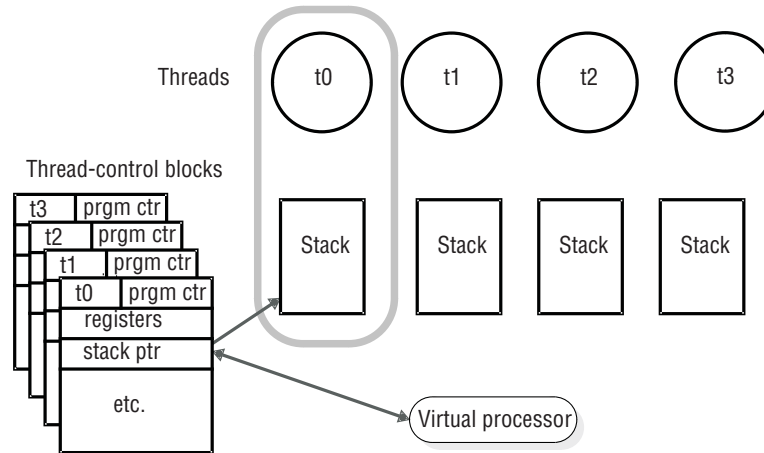 Threads
t0
t1
t2
t3
Thread-control blocks
t3 prgm ctr
t2 prgm ctr
t1 prgm ctr
t0 prgm ctr
registers
stack ptr
etc.
Stack
Stack
Stack
Stack
Virtual processor